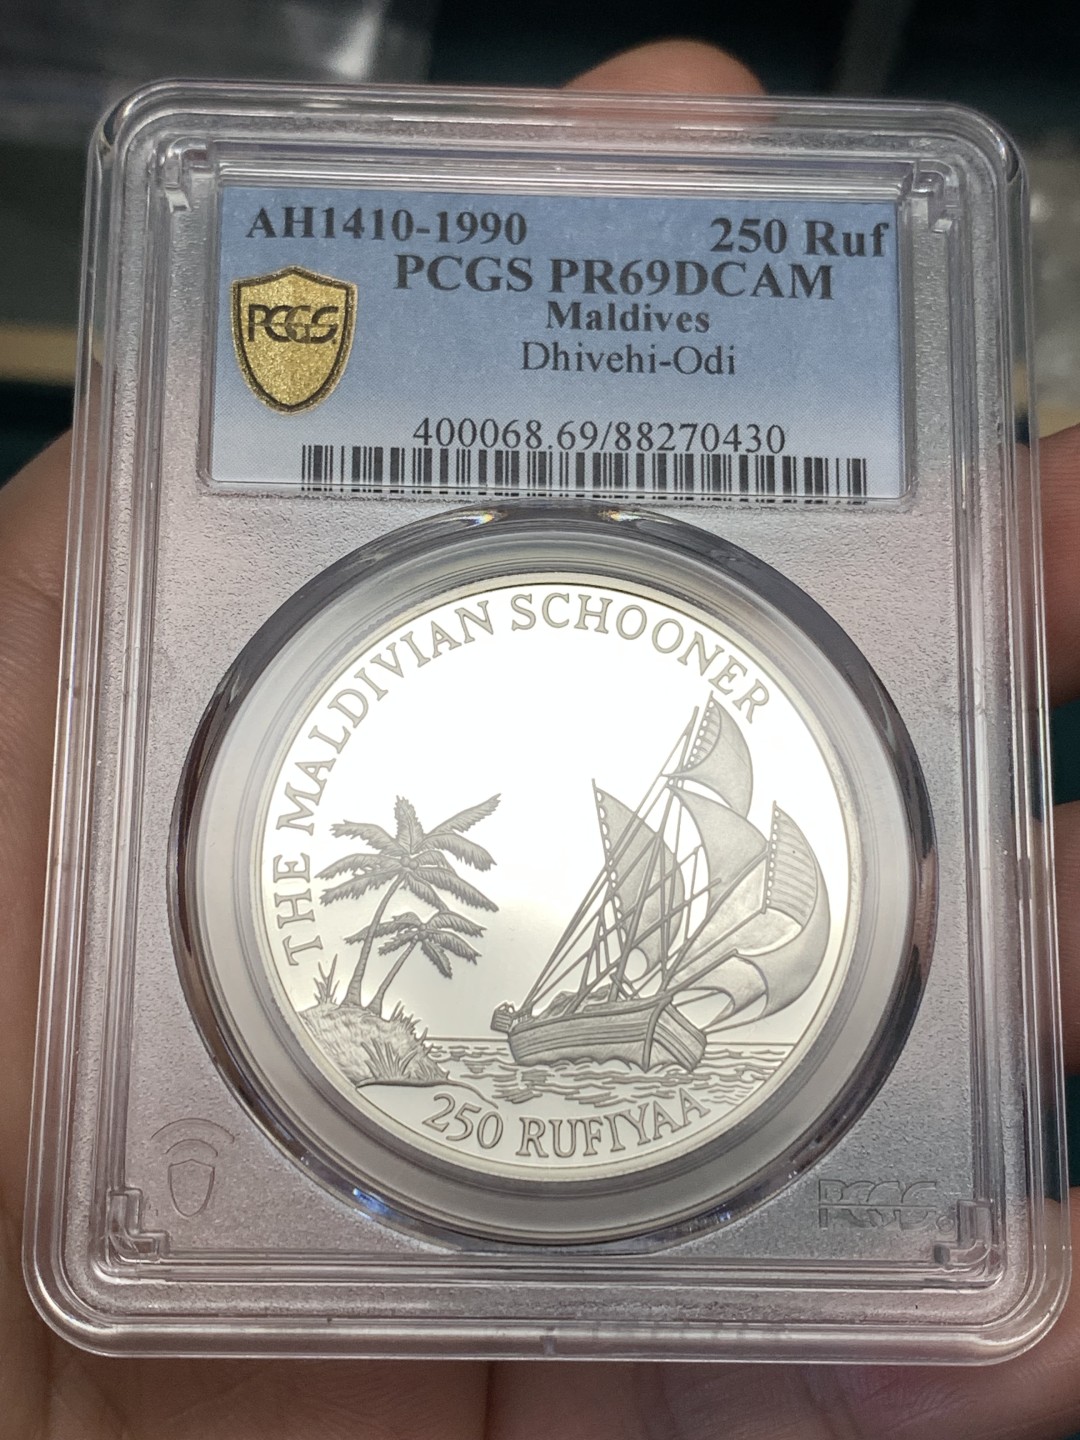 AH1410-1990 250 Ruf
PCGS PR69DCAM
PCGS
Maldives
Dhivehi-Odi
400068.69/88270430
THE MALDIVIAN SCHOONER
250 RUFIYAA
PCGS